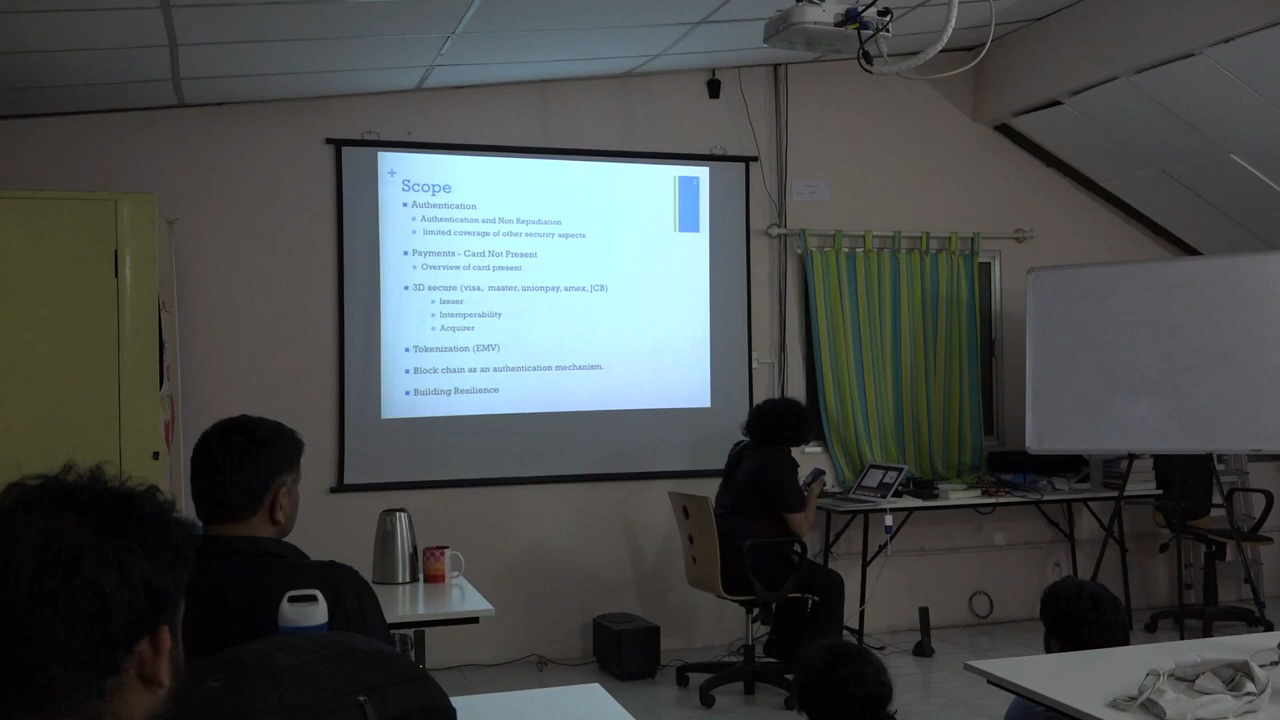 2
Scope
Authentication
Authentication and Non Repudiation
limited coverage of other security aspects.
Payments - Card Not Present
Overview of card present
3D secure (visa, master, unionpay, amex, JCB)
Issuer
Interoperability
Acquirer
Tokenization (EMV)
Block chain as an authentication mechanism.
Building Resilience